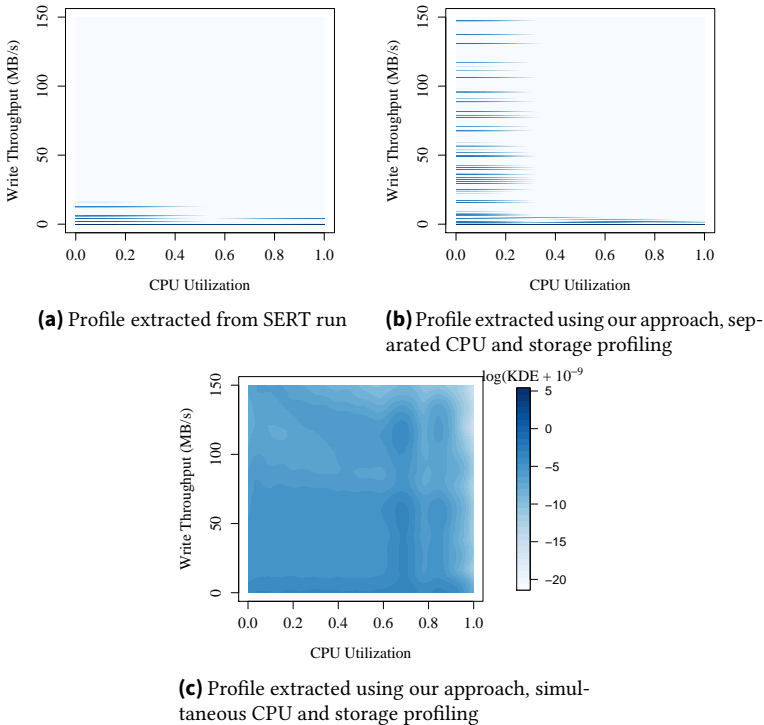 150
100
50
0
Write Throughput (MB/s)
0.0 0.2 0.4 0.6 0.8 1.0
CPU Utilization
(a) Profile extracted from SERT run
150
100
50
0
Write Throughput (MB/s)
0.0 0.2 0.4 0.6 0.8 1.0
CPU Utilization
(b) Profile extracted using our approach, sep-
arated CPU and storage profiling
150
100
50
0
Write Throughput (MB/s)
0.0 0.2 0.4 0.6 0.8 1.0
CPU Utilization
log(KDE + 10⁻⁹
5
0
−5
−10
−15
−20
(c) Profile extracted using our approach, simul-
taneous CPU and storage profiling